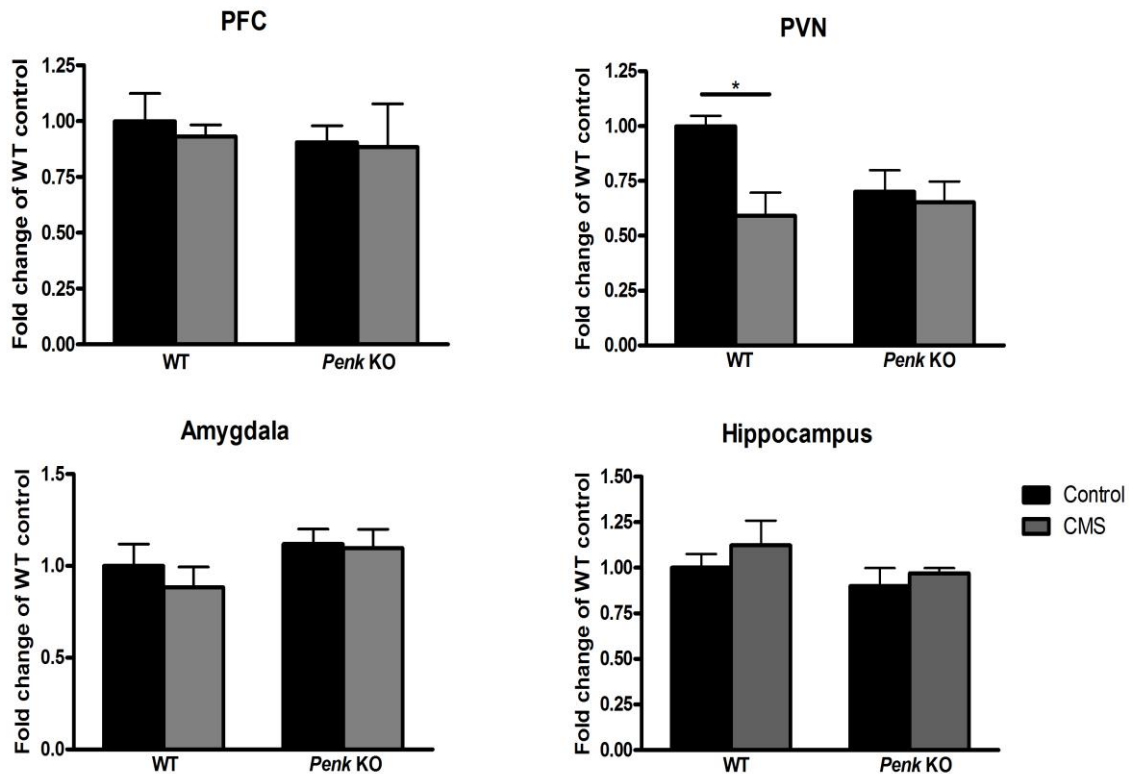 PFC
Fold change of WT control
1.25
1.00
0.75
0.50
0.25
0.00
WT
Penk KO
PVN
Fold change of WT control
1.25
1.00
0.75
0.50
0.25
0.00
*
WT
Penk KO
Amygdala
Fold change of WT control
1.5
1.0
0.5
0.0
WT
Penk KO
Hippocampus
Fold change of WT control
1.50
1.25
1.00
0.75
0.50
0.25
0.00
WT
Penk KO
Control
CMS